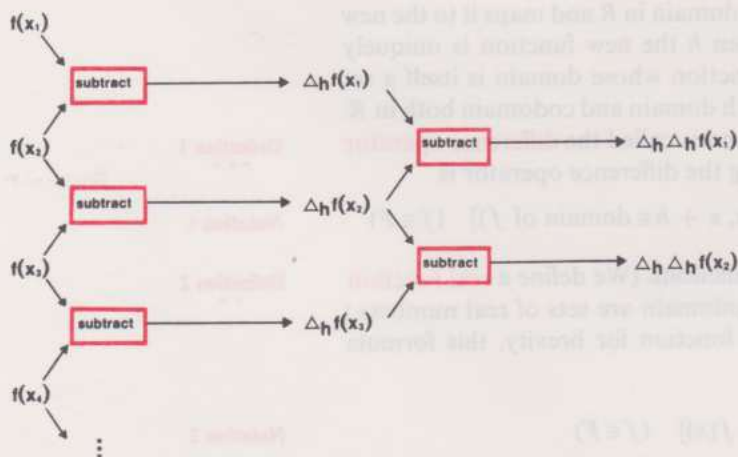 f(x₁)
subtract
Δₕf(x₁)
subtract
ΔₕΔₕf(x₁)
f(x₂)
subtract
Δₕf(x₂)
subtract
ΔₕΔₕf(x₂)
f(x₃)
subtract
Δₕf(x₃)
f(x₄)
⋮